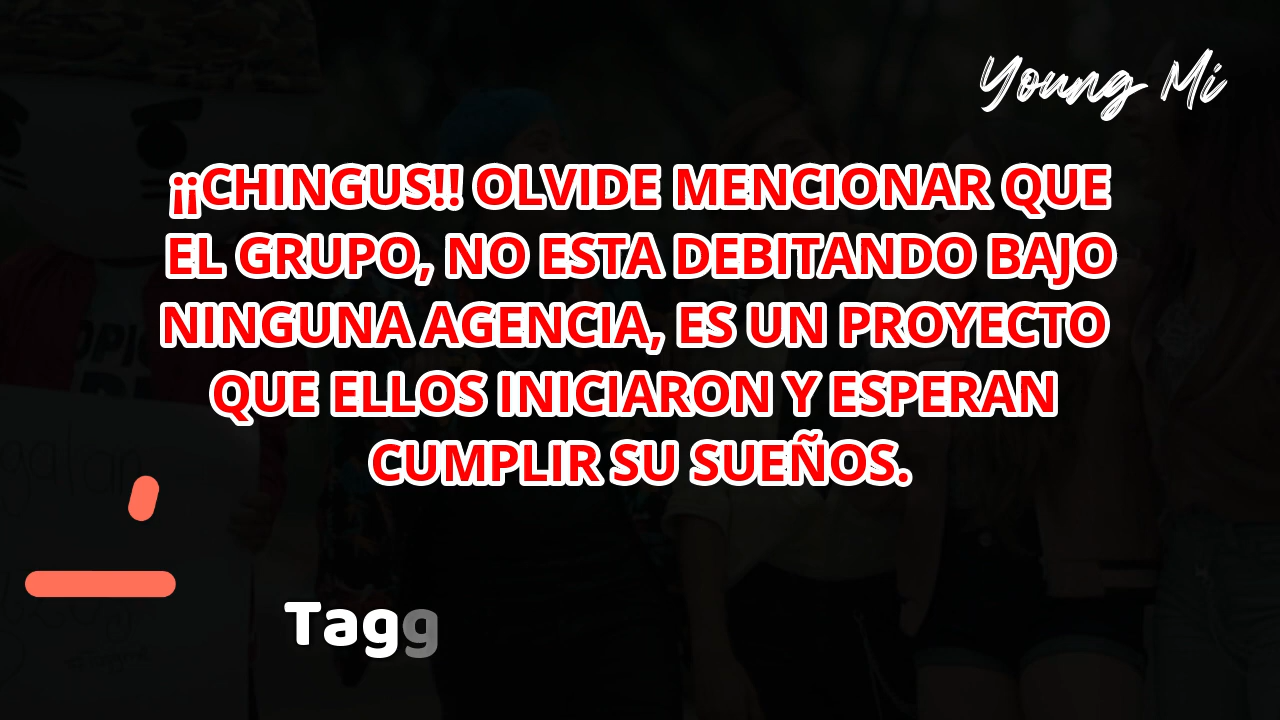 Young Mi
¡¡CHINGUS!! OLVIDE MENCIONAR QUE
EL GRUPO, NO ESTA DEBITANDO BAJO
NINGUNA AGENCIA, ES UN PROYECTO
QUE ELLOS INICIARON Y ESPERAN
CUMPLIR SU SUEÑOS.
Tagg